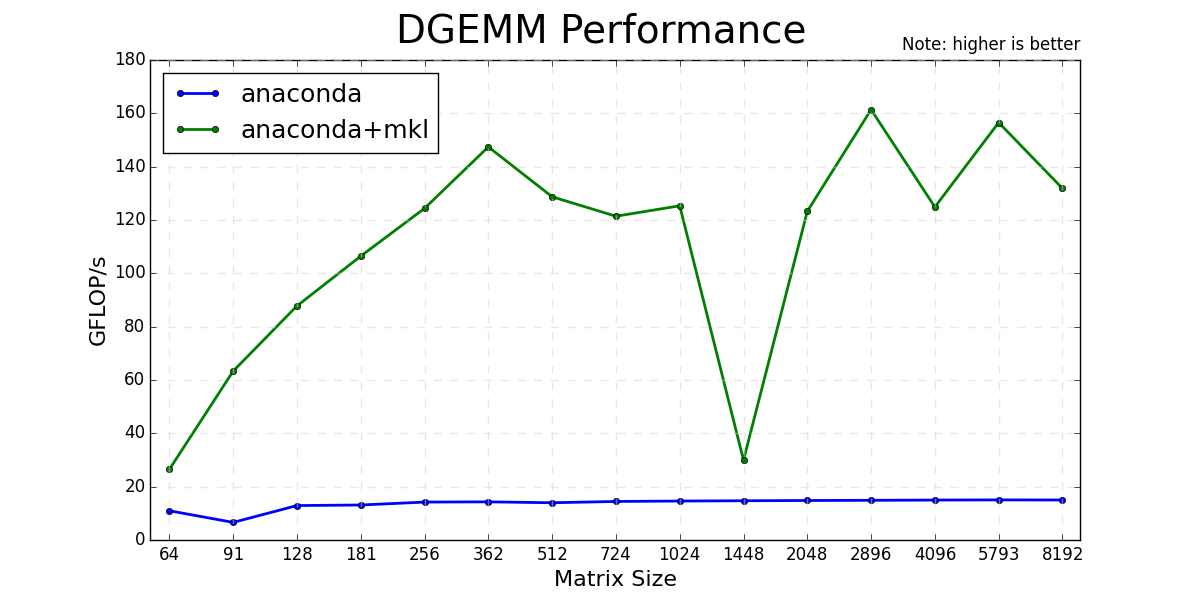 DGEMM Performance
Note: higher is better
anaconda
anaconda+mkl
180
160
140
120
100
80
60
40
20
0
GFLOP/s
64 91 128 181 256 362 512 724 1024 1448 2048 2896 4096 5793 8192
Matrix Size